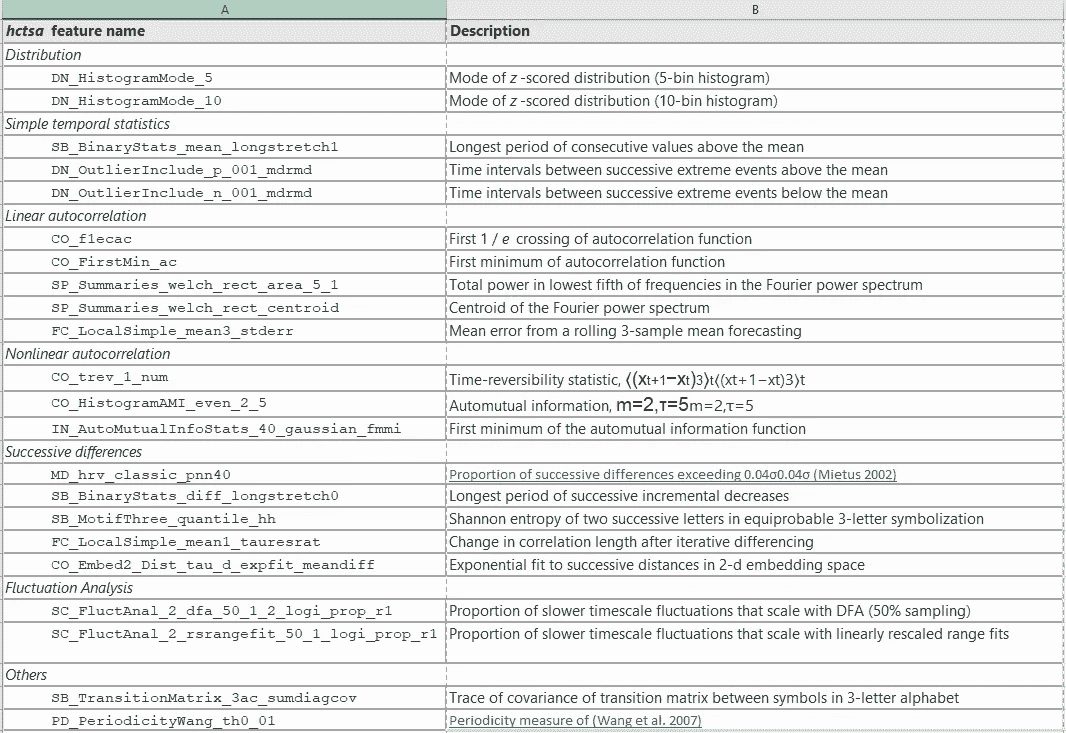 A B
hctsa feature name Description
Distribution
DN_HistogramMode_5 Mode of z-scored distribution (5-bin histogram)
DN_HistogramMode_10 Mode of z-scored distribution (10-bin histogram)
Simple temporal statistics
SB_BinaryStats_mean_longstretch1 Longest period of consecutive values above the mean
DN_OutlierInclude_p_001_mdrmd Time intervals between successive extreme events above the mean
DN_OutlierInclude_n_001_mdrmd Time intervals between successive extreme events below the mean
Linear autocorrelation
CO_f1ecac First 1 / e crossing of autocorrelation function
CO_FirstMin_ac First minimum of autocorrelation function
SP_Summaries_welch_rect_area_5_1 Total power in lowest fifth of frequencies in the Fourier power spectrum
SP_Summaries_welch_rect_centroid Centroid of the Fourier power spectrum
FC_LocalSimple_mean3_stderr Mean error from a rolling 3-sample mean forecasting
Nonlinear autocorrelation
CO_trev_1_num Time-reversibility statistic, ⟨(xt+1−xt)3⟩t⟨(xt+1−xt)3⟩t
CO_HistogramAMI_even_2_5 Automutual information, m=2,τ=5m=2,τ=5
IN_AutoMutualInfoStats_40_gaussian_fmmi First minimum of the automutual information function
Successive differences
MD_hrv_classic_pnn40 Proportion of successive differences exceeding 0.04σ0.04σ (Mietus 2002)
SB_BinaryStats_diff_longstretch0 Longest period of successive incremental decreases
SB_MotifThree_quantile_hh Shannon entropy of two successive letters in equiprobable 3-letter symbolization
FC_LocalSimple_mean1_tauresrat Change in correlation length after iterative differencing
CO_Embed2_Dist_tau_d_expfit_meandiff Exponential fit to successive distances in 2-d embedding space
Fluctuation Analysis
SC_FluctAnal_2_dfa_50_1_2_logi_prop_r1 Proportion of slower timescale fluctuations that scale with DFA (50% sampling)
SC_FluctAnal_2_rsrangefit_50_1_logi_prop_r1 Proportion of slower timescale fluctuations that scale with linearly rescaled range fits
Others
SB_TransitionMatrix_3ac_sumdiagcov Trace of covariance of transition matrix between symbols in 3-letter alphabet
PD_PeriodicityWang_th0_01 Periodicity measure of (Wang et al. 2007)